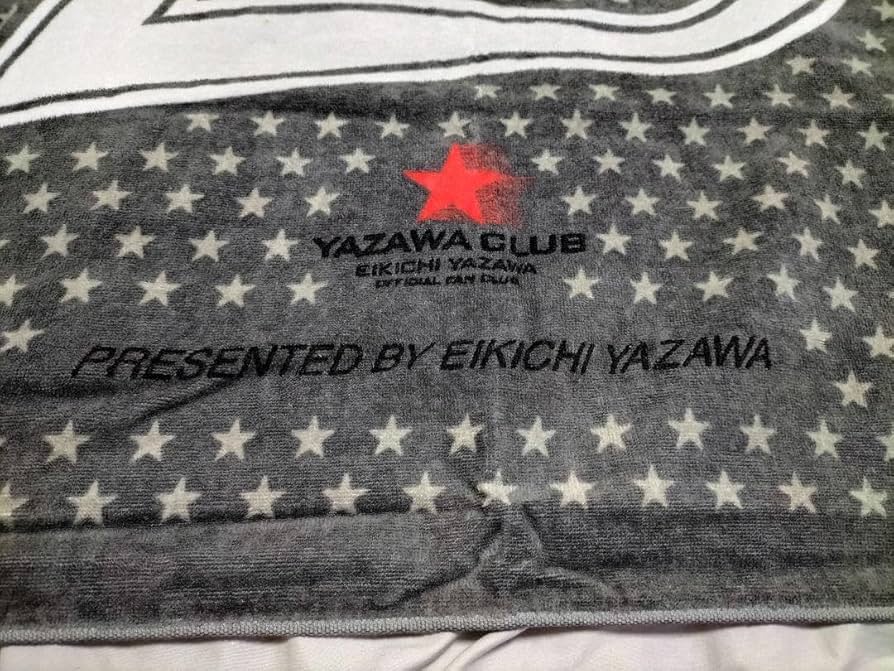 YAZAWA CLUB
EIKICHI YAZAWA
OFFICIAL FAN CLUB
PRESENTED BY EIKICHI YAZAWA